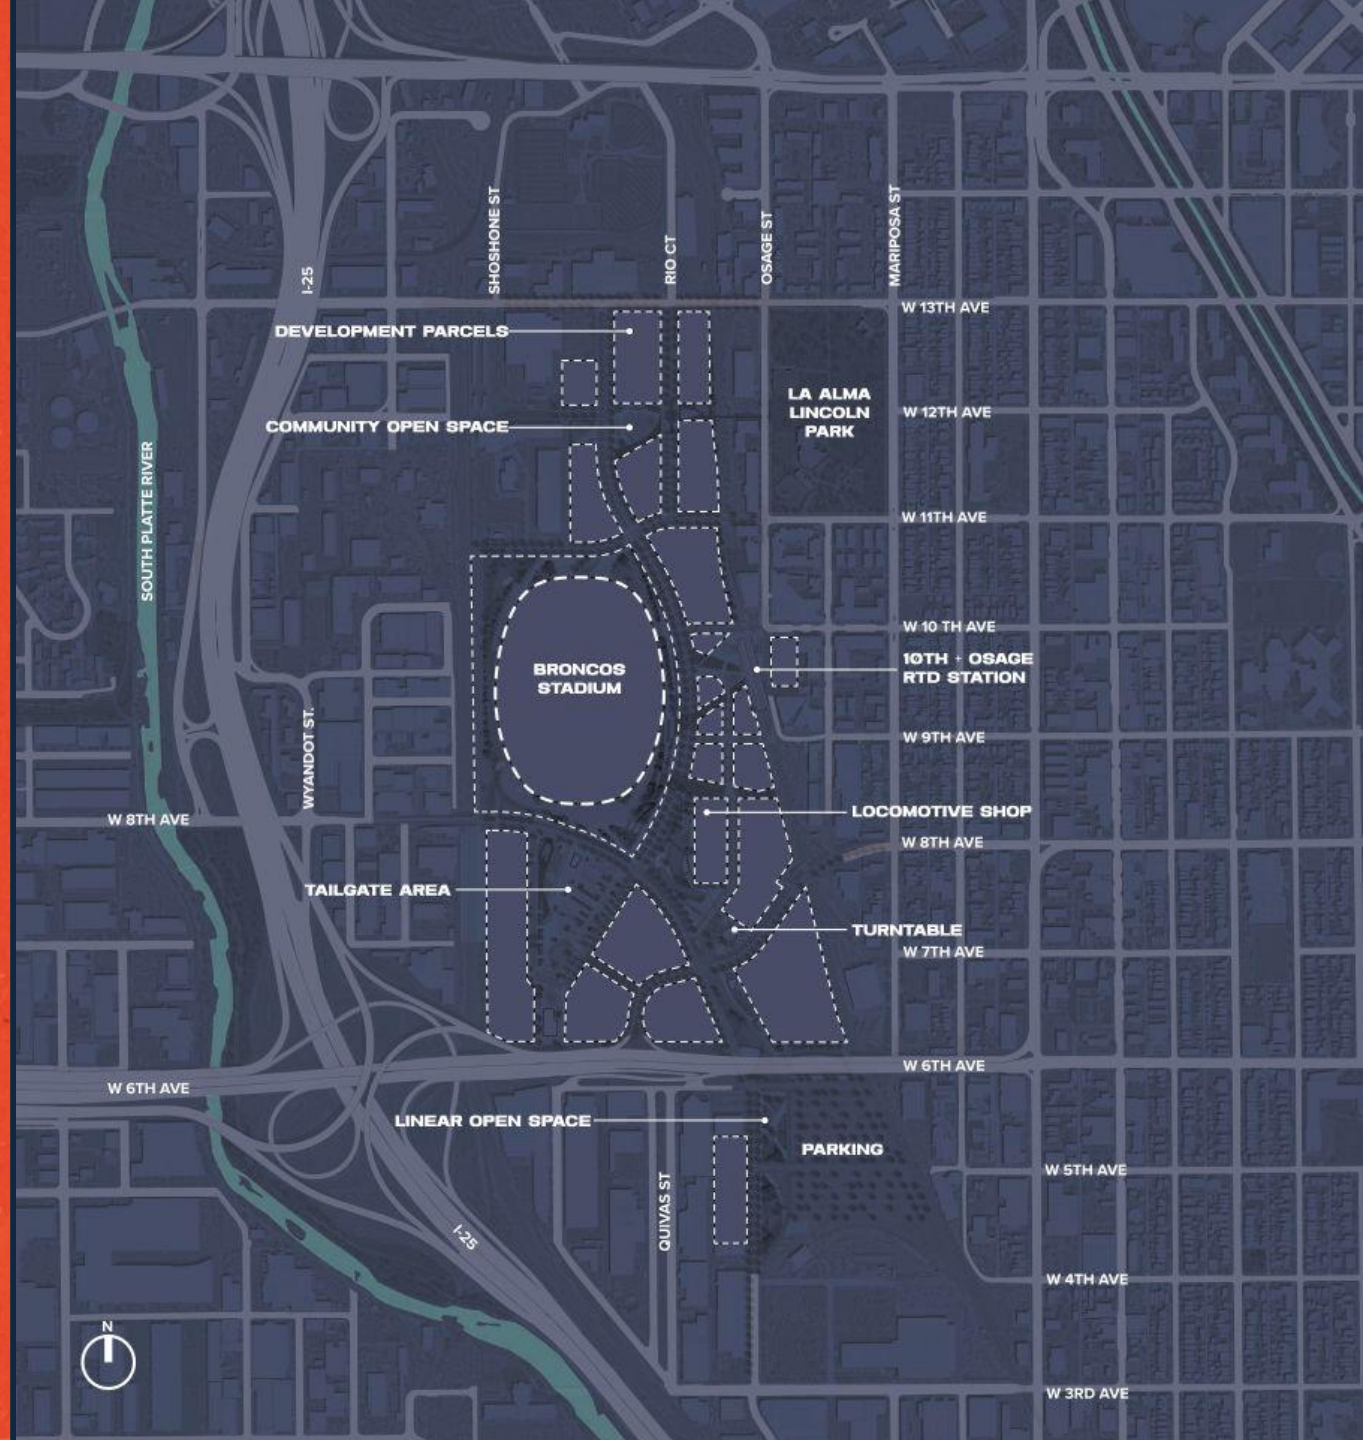 SHOSHONE ST
RIO CT
OSAGE ST
MARIPOSA ST
I-25
W 13TH AVE
DEVELOPMENT PARCELS
LA ALMA
LINCOLN
PARK
W 12TH AVE
COMMUNITY OPEN SPACE
SOUTH PLATTE RIVER
W 11TH AVE
W 10 TH AVE
BRONCOS
STADIUM
10TH + OSAGE
RTD STATION
WYANDOT ST.
W 9TH AVE
W 8TH AVE
LOCOMOTIVE SHOP
W 8TH AVE
TAILGATE AREA
TURNTABLE
W 7TH AVE
W 6TH AVE
W 6TH AVE
LINEAR OPEN SPACE
PARKING
W 5TH AVE
QUIVAS ST
I-25
W 4TH AVE
N
W 3RD AVE